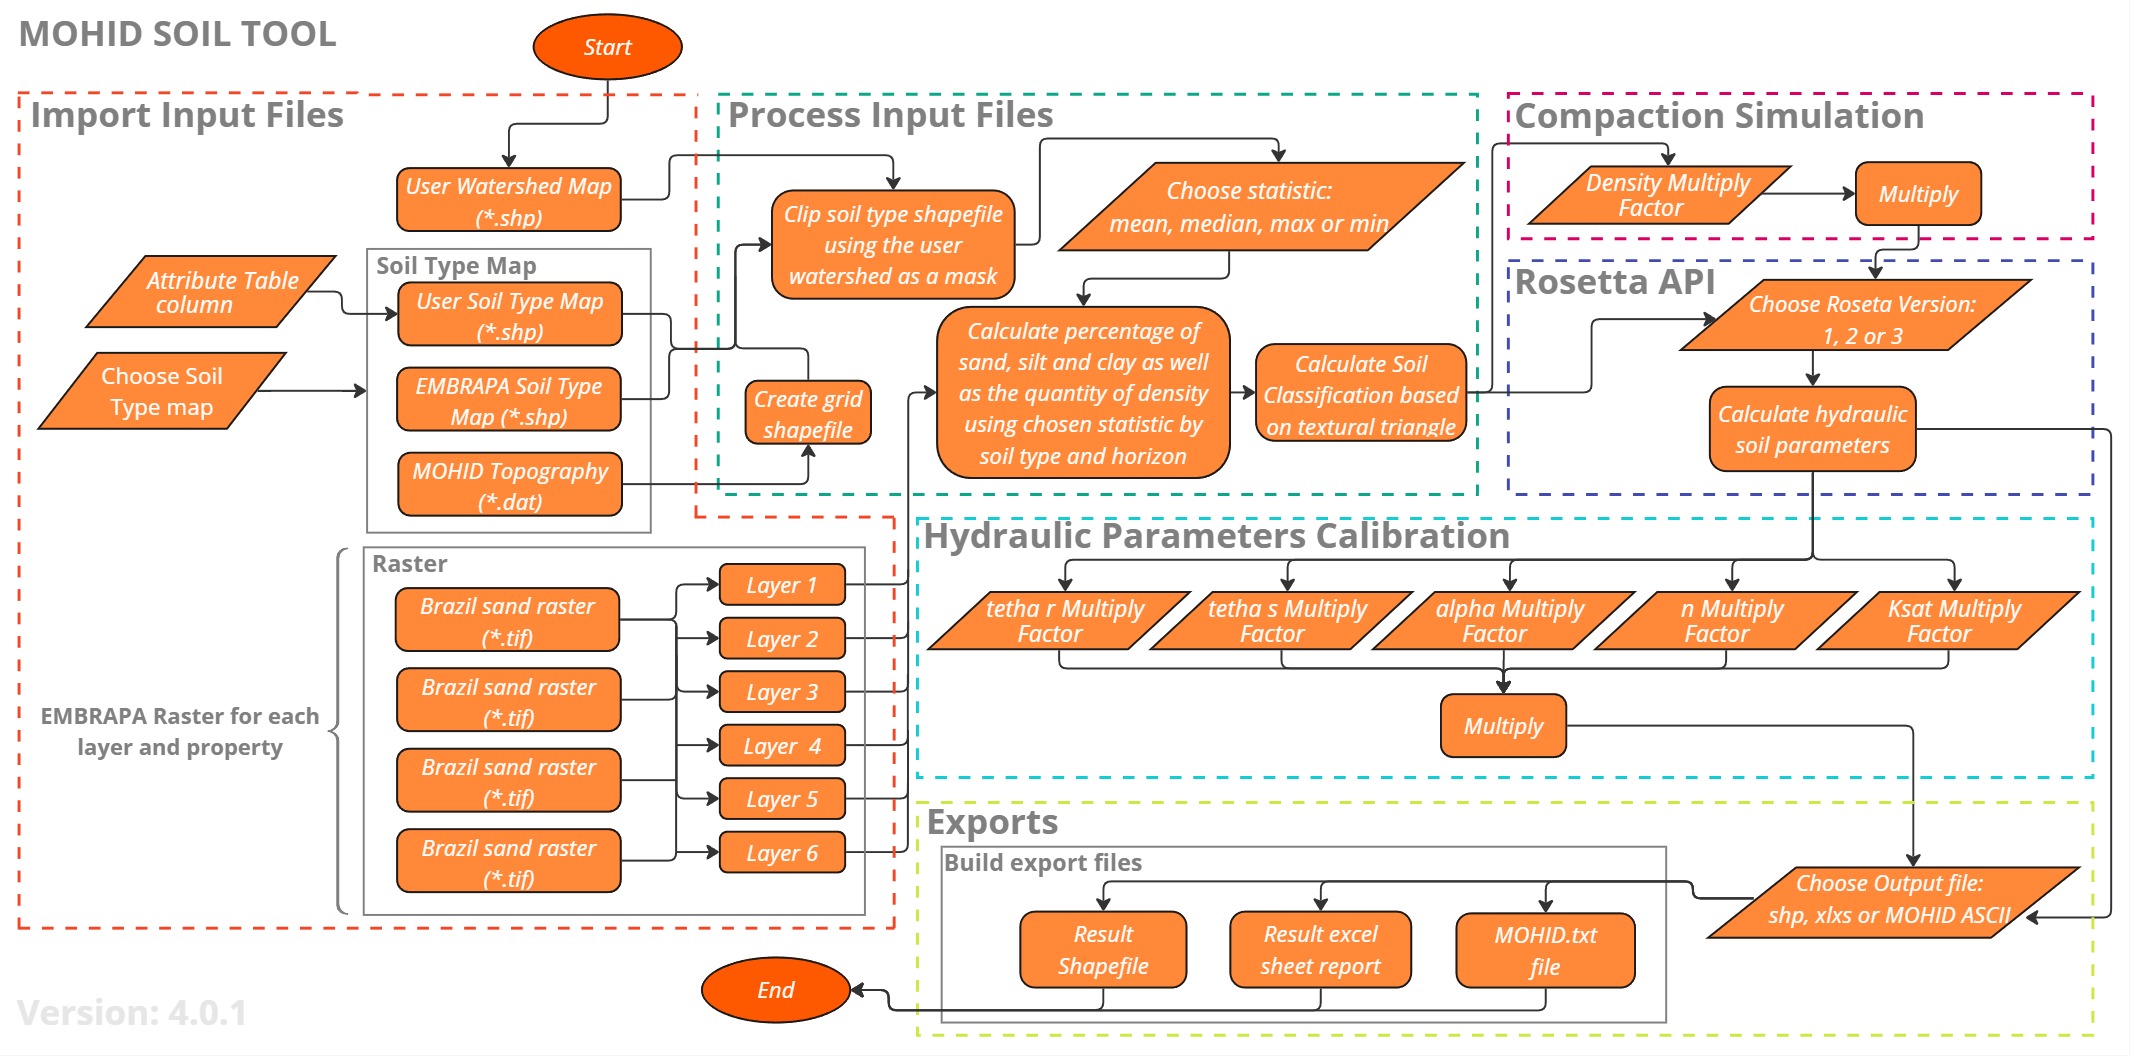 MOHID SOIL TOOL
Start
Import Input Files
User Watershed Map
(*.shp)
Attribute Table
column
Choose Soil
Type map
Soil Type Map
User Soil Type Map
(*.shp)
EMBRAPA Soil Type
Map (*.shp)
MOHID Topography
(*.dat)
EMBRAPA Raster for each
layer and property
Raster
Brazil sand raster
(*.tif)
Brazil sand raster
(*.tif)
Brazil sand raster
(*.tif)
Brazil sand raster
(*.tif)
Layer 1
Layer 2
Layer 3
Layer  4
Layer 5
Layer 6
Process Input Files
Clip soil type shapefile
using the user
watershed as a mask
Choose statistic:
mean, median, max or min
Create grid
shapefile
Calculate percentage of
sand, silt and clay as well
as the quantity of density
using chosen statistic by
soil type and horizon
Calculate Soil
Classification based
on textural triangle
Compaction Simulation
Density Multiply
Factor
Multiply
Rosetta API
Choose Roseta Version:
1, 2 or 3
Calculate hydraulic
soil parameters
Hydraulic Parameters Calibration
tetha r Multiply
Factor
tetha s Multiply
Factor
alpha Multiply
Factor
n Multiply
Factor
Ksat Multiply
Factor
Multiply
Exports
Build export files
Choose Output file:
shp, xlxs or MOHID ASCII
Result
Shapefile
Result excel
sheet report
MOHID.txt
file
End
Version: 4.0.1